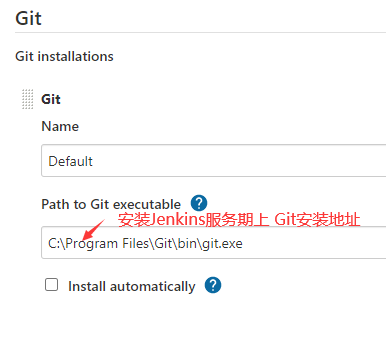 Git
Git installations
Git
Name
Default
Path to Git executable ?
安装Jenkins服务期上 Git安装地址
C:\Program Files\Git\bin\git.exe
Install automatically ?